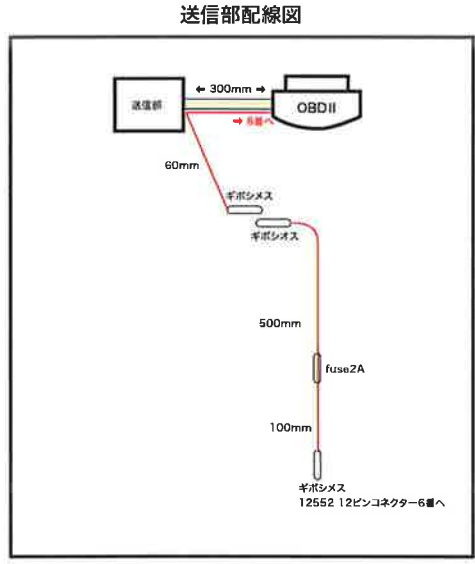 送信部配線図
← 300mm →
送信部
OBDⅡ
→ 6番へ
60mm
ギボシメス
ギボシオス
500mm
fuse2A
100mm
ギボシメス
12552 12ピンコネクター6番へ